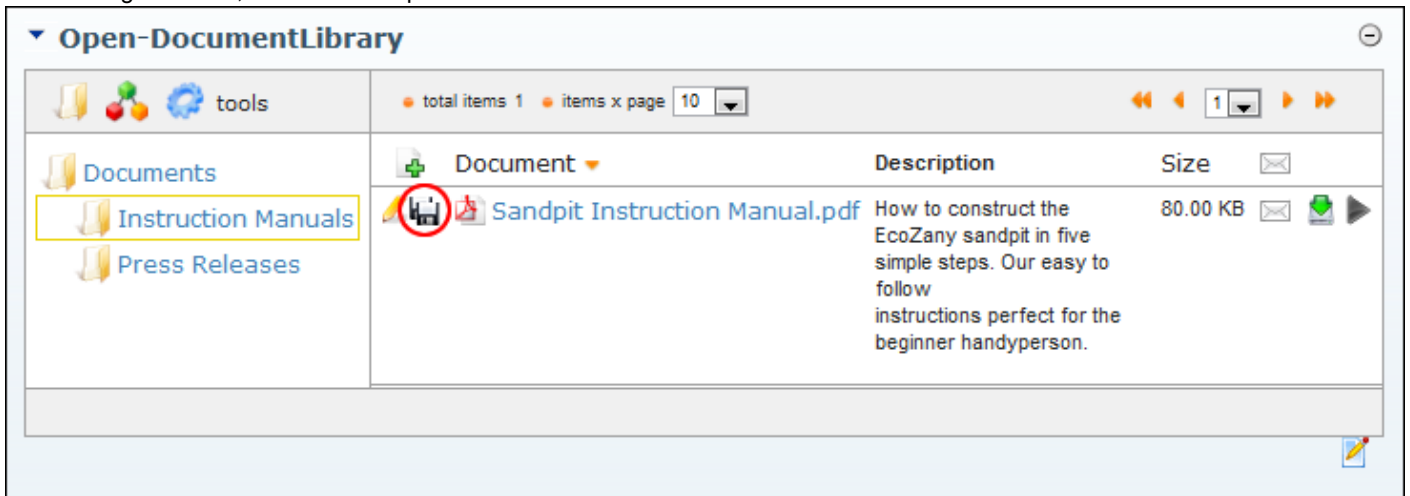 Open-DocumentLibrary
tools
total items 1 items x page 10
1
Documents
Instruction Manuals
Press Releases
Document Description Size
Sandpit Instruction Manual.pdf How to construct the 80.00 KB
EcoZany sandpit in five
simple steps. Our easy to
follow
instructions perfect for the
beginner handyperson.